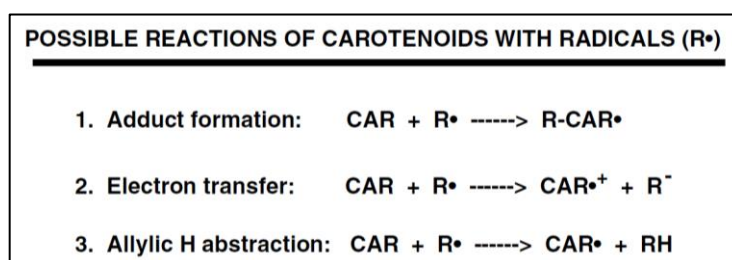 POSSIBLE REACTIONS OF CAROTENOIDS WITH RADICALS (R•)
1. Adduct formation: CAR + R• ------> R-CAR•
2. Electron transfer: CAR + R• ------> CAR•⁺ + R⁻
3. Allylic H abstraction: CAR + R• ------> CAR• + RH